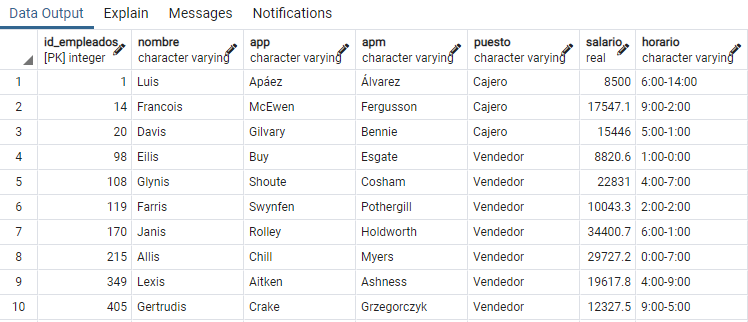 Data Output Explain Messages Notifications
id_empleados nombre app apm puesto salario horario
[PK] integer character varying character varying character varying character varying real character varying
1 1 Luis Apáez Álvarez Cajero 8500 6:00-14:00
2 14 Francois McEwen Fergusson Cajero 17547.1 9:00-2:00
3 20 Davis Gilvary Bennie Cajero 15446 5:00-1:00
4 98 Eilis Buy Esgate Vendedor 8820.6 1:00-0:00
5 108 Glynis Shoute Cosham Vendedor 22831 4:00-7:00
6 119 Farris Swynfen Pothergill Vendedor 10043.3 2:00-2:00
7 170 Janis Rolley Holdworth Vendedor 34400.7 6:00-1:00
8 215 Allis Chill Myers Vendedor 29727.2 0:00-7:00
9 349 Lexis Aitken Ashness Vendedor 19617.8 4:00-9:00
10 405 Gertrudis Crake Grzegorczyk Vendedor 12327.5 9:00-5:00